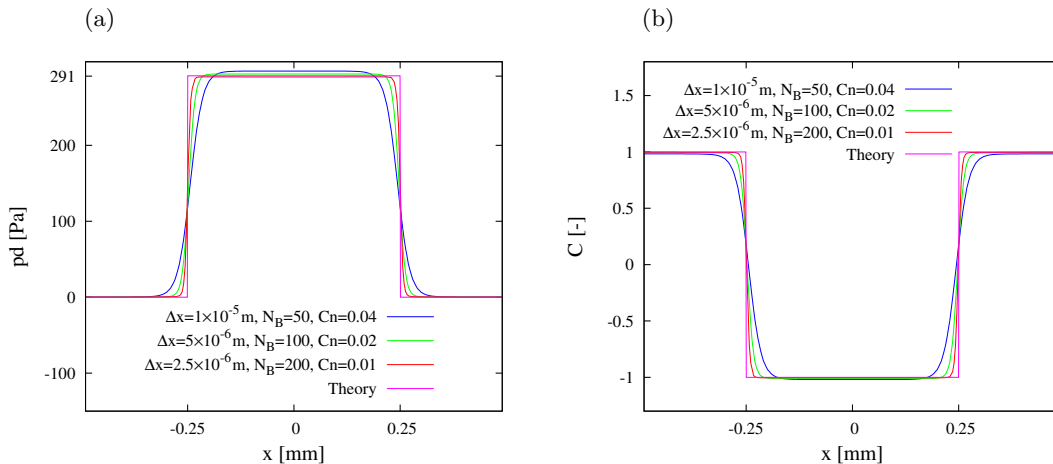 (a)
291
200
100
0
-100
pd [Pa]
Δx=1×10⁻⁵m, N_B=50, Cn=0.04
Δx=5×10⁻⁶m, N_B=100, Cn=0.02
Δx=2.5×10⁻⁶m, N_B=200, Cn=0.01
Theory
-0.25
0
0.25
x [mm]
(b)
1.5
1
0.5
0
-0.5
-1
C [-]
Δx=1×10⁻⁵m, N_B=50, Cn=0.04
Δx=5×10⁻⁶m, N_B=100, Cn=0.02
Δx=2.5×10⁻⁶m, N_B=200, Cn=0.01
Theory
-0.25
0
0.25
x [mm]